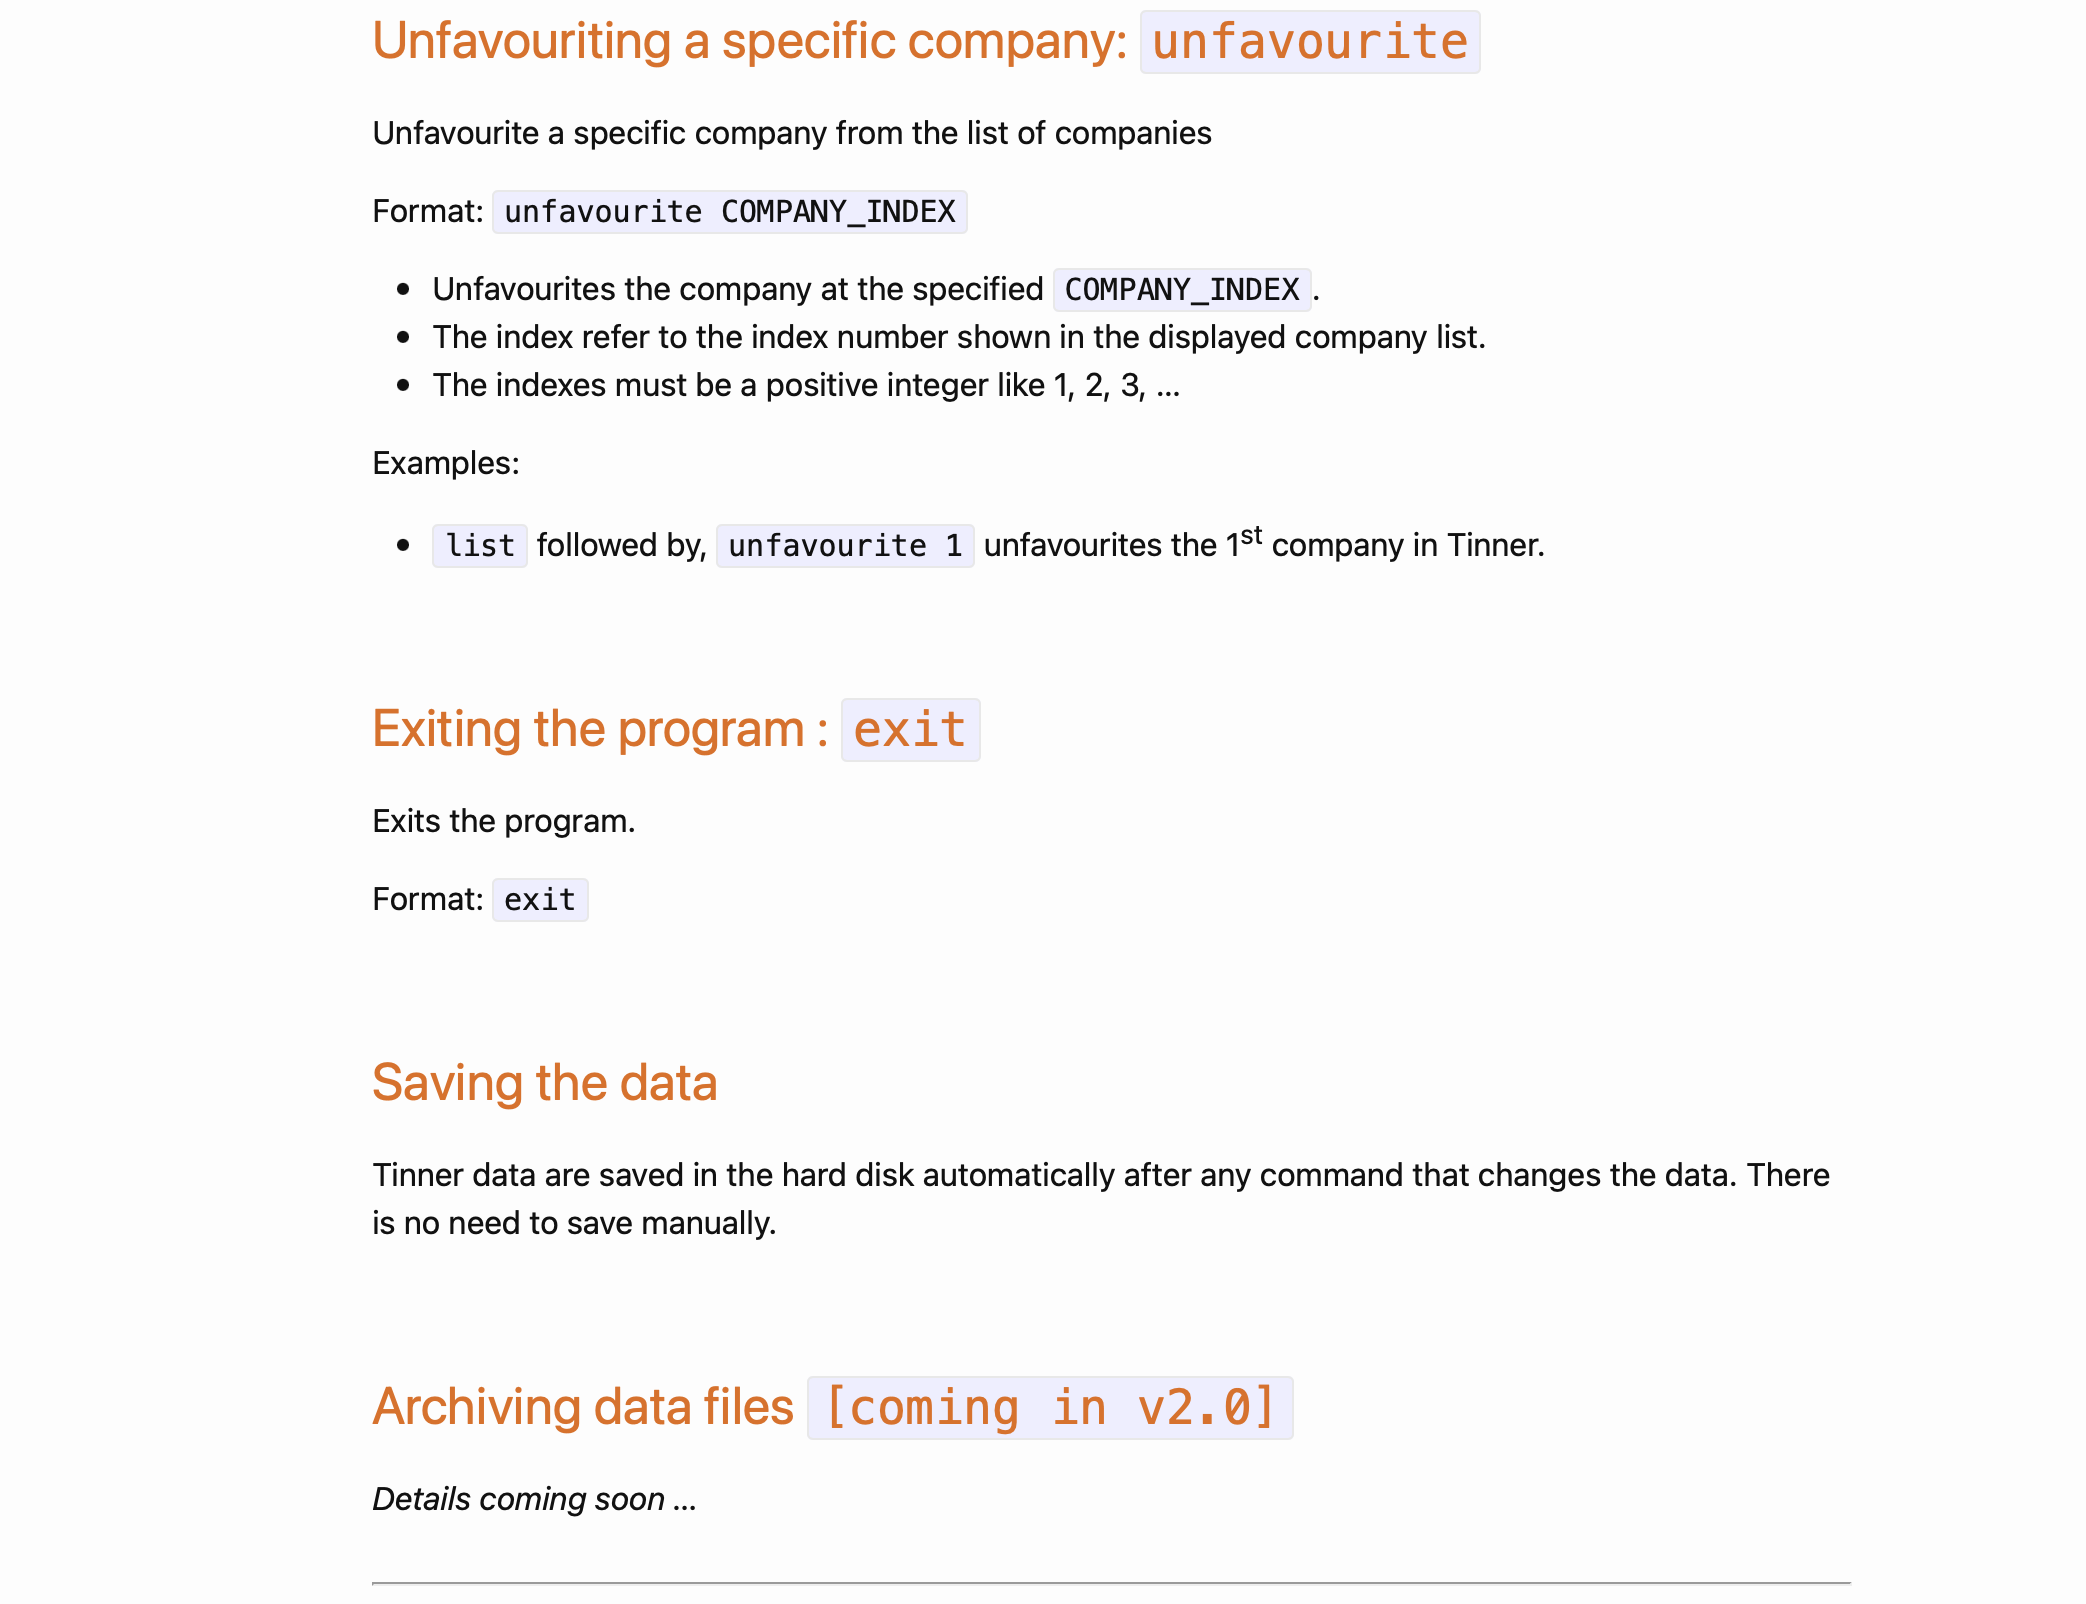 Unfavouriting a specific company: unfavourite
Unfavourite a specific company from the list of companies
Format: unfavourite COMPANY_INDEX
• Unfavourites the company at the specified COMPANY_INDEX.
• The index refer to the index number shown in the displayed company list.
• The indexes must be a positive integer like 1, 2, 3, …
Examples:
• list followed by, unfavourite 1 unfavourites the 1st company in Tinner.
Exiting the program : exit
Exits the program.
Format: exit
Saving the data
Tinner data are saved in the hard disk automatically after any command that changes the data. There
is no need to save manually.
Archiving data files [coming in v2.0]
Details coming soon …